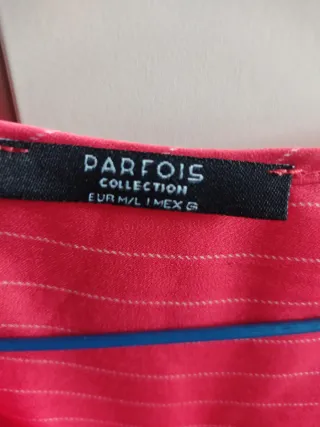 PARFOIS
COLLECTION
EUR M/L | MEX G